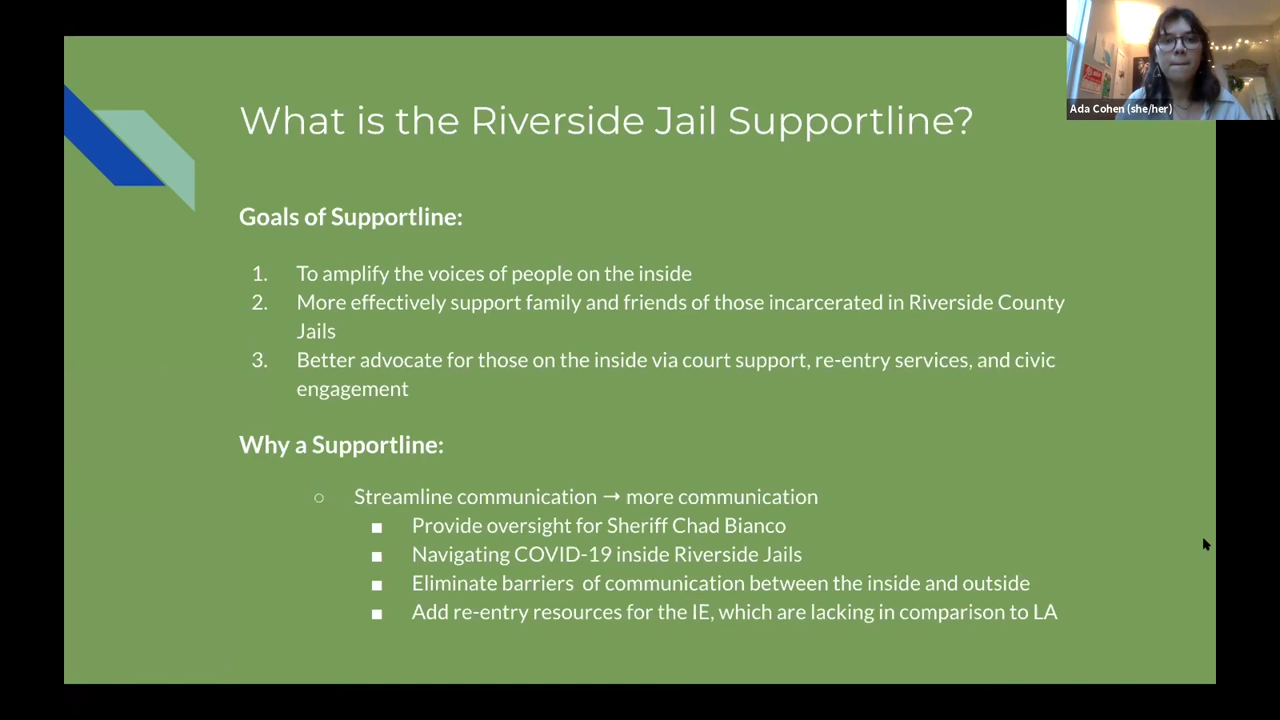 What is the Riverside Jail Supportline?
Ada Cohen (she/her)
Goals of Supportline:
1. To amplify the voices of people on the inside
2. More effectively support family and friends of those incarcerated in Riverside County
Jails
3. Better advocate for those on the inside via court support, re-entry services, and civic
engagement
Why a Supportline:
○ Streamline communication → more communication
■ Provide oversight for Sheriff Chad Bianco
■ Navigating COVID-19 inside Riverside Jails
■ Eliminate barriers  of communication between the inside and outside
■ Add re-entry resources for the IE, which are lacking in comparison to LA